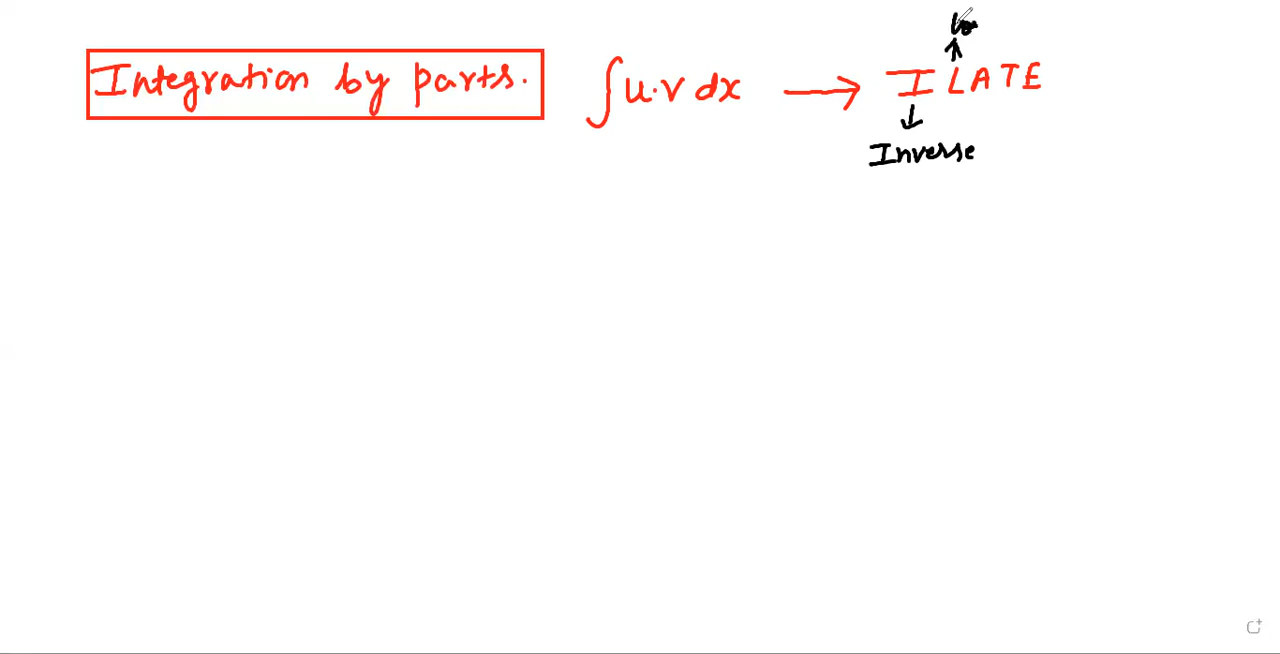 Integration by parts. ∫u.v dx → ILATE
↓
Inverse